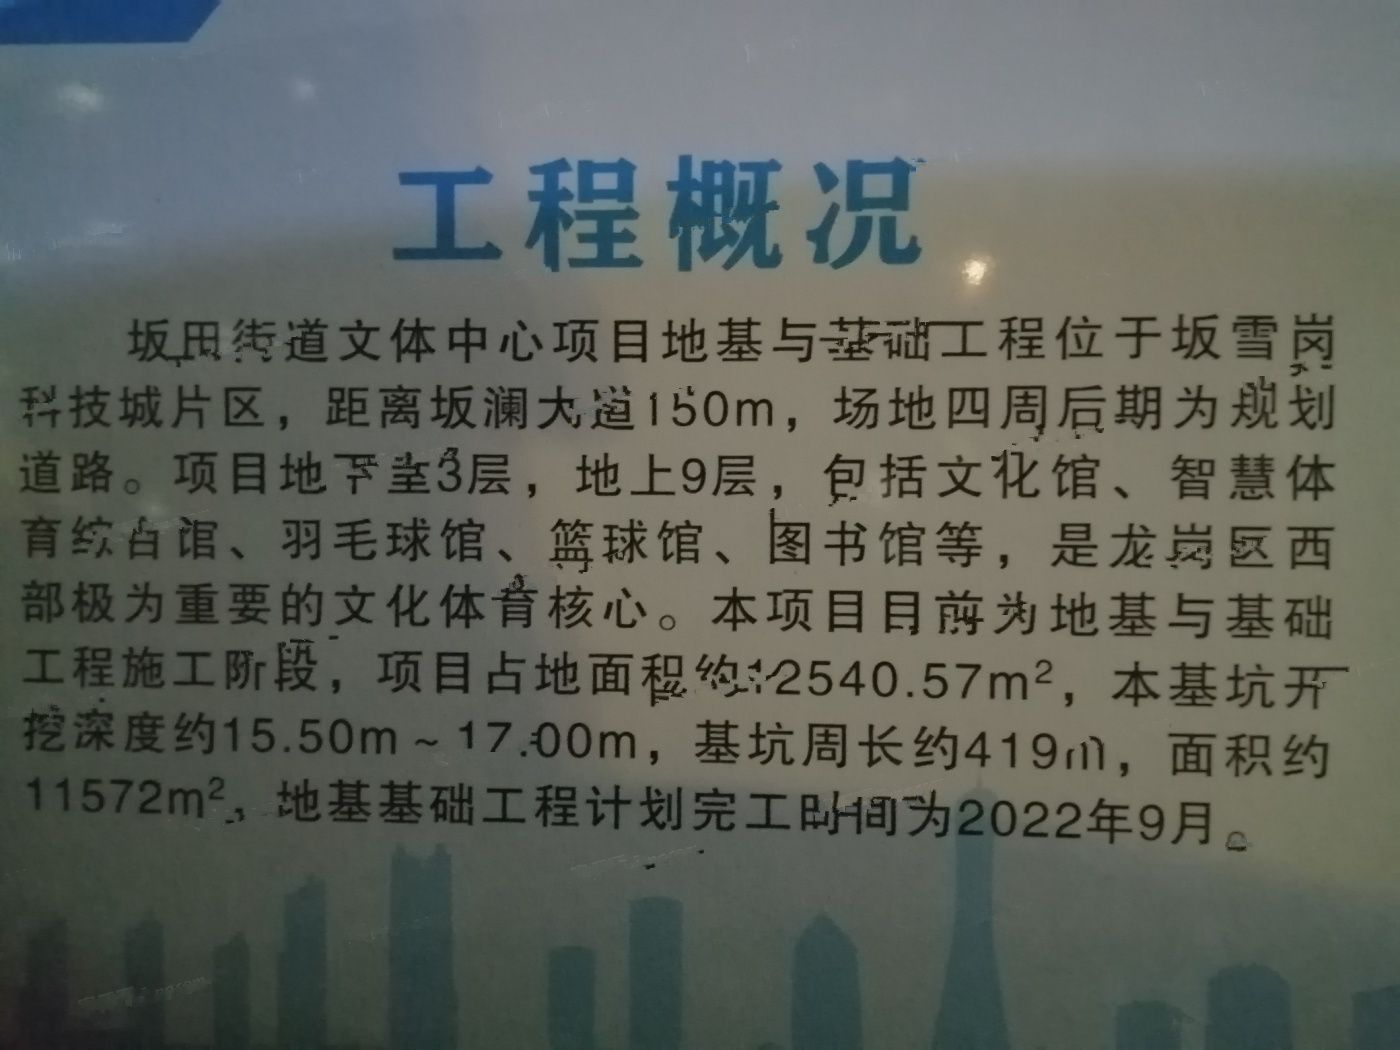 工程概况
坂田街道文体中心项目地基与基础工程位于坂雪岗
科技城片区，距离坂澜大道150m，场地四周后期为规划
道路。项目地下室3层，地上9层，包括文化馆、智慧体
育综合馆、羽毛球馆、篮球馆、图书馆等，是龙岗区西
部极为重要的文化体育核心。本项目目前为地基与基础
工程施工阶段，项目占地面积约12540.57m²，本基坑开
挖深度约15.50m~17.00m，基坑周长约419m，面积约
11572m²，地基基础工程计划完工时间为2022年9月。